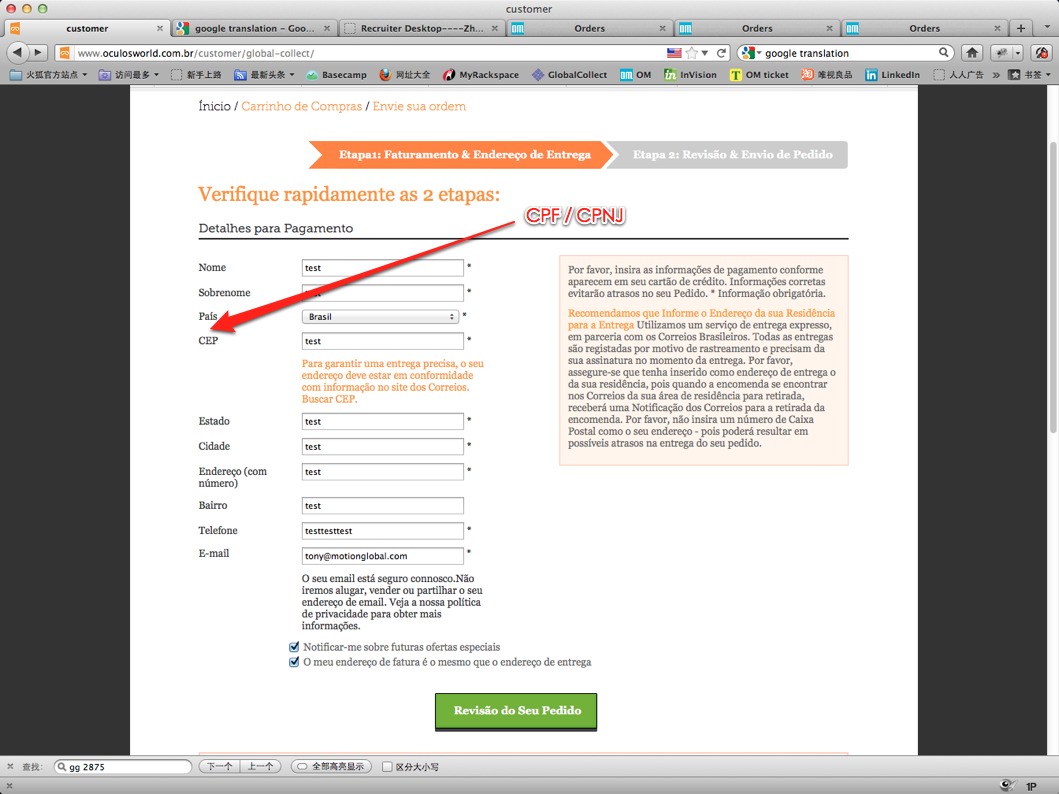 customer
customer
google translation – Goo...
Recruiter Desktop----Zh...
Orders
Orders
Orders
www.oculosworld.com.br/customer/global-collect/
google translation
火狐官方站点
访问最多
新手上路
最新头条
Basecamp
网址大全
MyRackspace
GlobalCollect
OM
InVision
OM ticket
唯视良品
LinkedIn
人人广告
»
书签
Ínicio / Carrinho de Compras / Envie sua ordem
Etapa1: Faturamento & Endereço de Entrega
Etapa 2: Revisão & Envio de Pedido
Verifique rapidamente as 2 etapas:
CPF / CPNJ
Detalhes para Pagamento
Nome test *
Sobrenome *
País Brasil *
CEP test *
Para garantir uma entrega precisa, o seu
endereço deve estar em conformidade
com informação no site dos Correios.
Buscar CEP.
Estado test *
Cidade test *
Endereço (com
número) test *
Bairro test
Telefone testtesttest *
E-mail tony@motionglobal.com *
O seu email está seguro connosco.Não
iremos alugar, vender ou partilhar o seu
endereço de email. Veja a nossa política
de privacidade para obter mais
informações.
Notificar-me sobre futuras ofertas especiais
O meu endereço de fatura é o mesmo que o endereço de entrega
Por favor, insira as informações de pagamento conforme
aparecem em seu cartão de crédito. Informações corretas
evitarão atrasos no seu Pedido. * Informação obrigatória.
Recomendamos que Informe o Endereço da sua Residência
para a Entrega Utilizamos um serviço de entrega expresso,
em parceria com os Correios Brasileiros. Todas as entregas
são registadas por motivo de rastreamento e precisam da
sua assinatura no momento da entrega. Por favor,
assegure-se que tenha inserido como endereço de entrega o
da sua residência, pois quando a encomenda se encontrar
nos Correios da sua área de residência para retirada,
receberá uma Notificação dos Correios para a retirada da
encomenda. Por favor, não insira um número de Caixa
Postal como o seu endereço - pois poderá resultar em
possíveis atrasos na entrega do seu pedido.
Revisão do Seu Pedido
查找:
gg 2875
下一个
上一个
全部高亮显示
区分大小写
1P